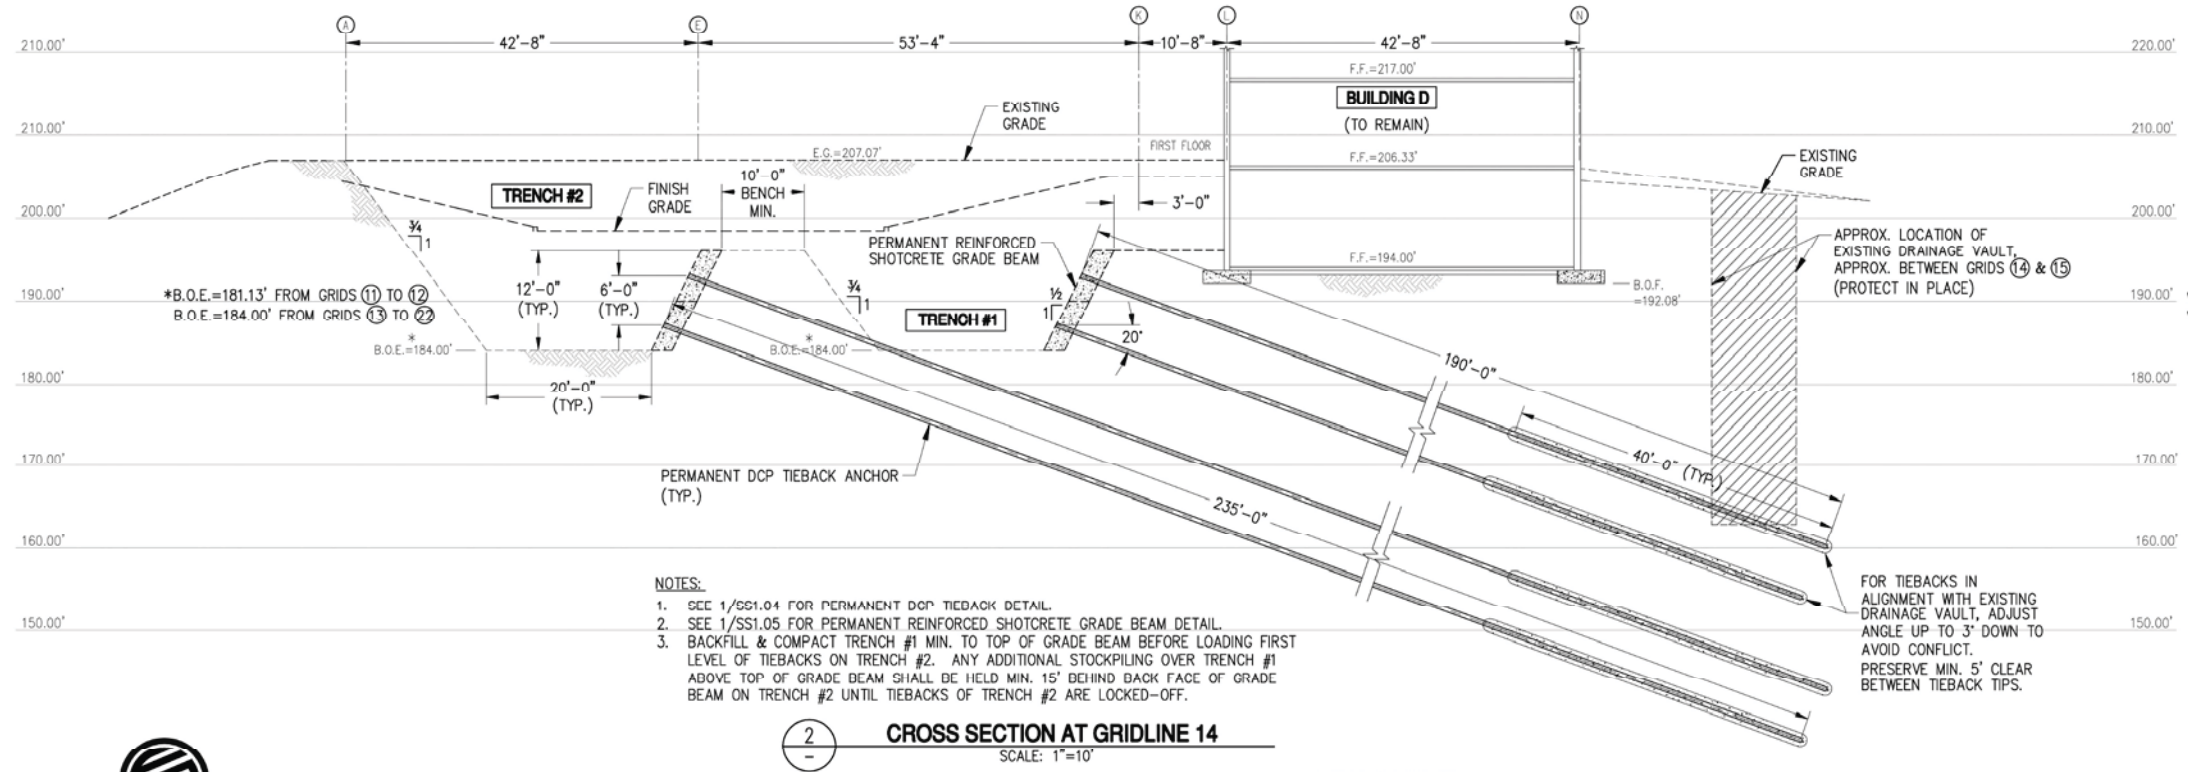 A E K L N
42'-8" 53'-4" 10'-8" 42'-8"
210.00' 220.00'
F.F.=217.00'
BUILDING D
(TO REMAIN)
EXISTING
GRADE
210.00' 210.00'
FIRST FLOOR
E.G.=207.07'
F.F.=206.33'
EXISTING
GRADE
TRENCH #2
FINISH
GRADE
10'-0"
BENCH
MIN.
3'-0"
200.00' 200.00'
¾
1
PERMANENT REINFORCED
SHOTCRETE GRADE BEAM
F.F.=194.00'
APPROX. LOCATION OF
EXISTING DRAINAGE VAULT,
APPROX. BETWEEN GRIDS 14 & 15
(PROTECT IN PLACE)
*B.O.E.=181.13' FROM GRIDS 11 TO 12
B.O.E.=184.00' FROM GRIDS 13 TO 22
12'-0"
(TYP.)
6'-0"
(TYP.)
¾
1
½
1
B.O.F.
=192.08'
190.00' 190.00'
TRENCH #1
20°
*
B.O.E.=184.00'
*
B.O.E.=184.00'
190'-0"
180.00' 180.00'
20'-0"
(TYP.)
170.00' 170.00'
40'-0" (TYP.)
PERMANENT DCP TIEBACK ANCHOR
(TYP.)
235'-0"
160.00' 160.00'
150.00' 150.00'
FOR TIEBACKS IN
ALIGNMENT WITH EXISTING
DRAINAGE VAULT, ADJUST
ANGLE UP TO 3° DOWN TO
AVOID CONFLICT.
PRESERVE MIN. 5' CLEAR
BETWEEN TIEBACK TIPS.
NOTES:
1. SEE 1/SS1.04 FOR PERMANENT DCP TIEBACK DETAIL.
2. SEE 1/SS1.05 FOR PERMANENT REINFORCED SHOTCRETE GRADE BEAM DETAIL.
3. BACKFILL & COMPACT TRENCH #1 MIN. TO TOP OF GRADE BEAM BEFORE LOADING FIRST
LEVEL OF TIEBACKS ON TRENCH #2. ANY ADDITIONAL STOCKPILING OVER TRENCH #1
ABOVE TOP OF GRADE BEAM SHALL BE HELD MIN. 15' BEHIND BACK FACE OF GRADE
BEAM ON TRENCH #2 UNTIL TIEBACKS OF TRENCH #2 ARE LOCKED-OFF.
2
-
CROSS SECTION AT GRIDLINE 14
SCALE: 1"=10'